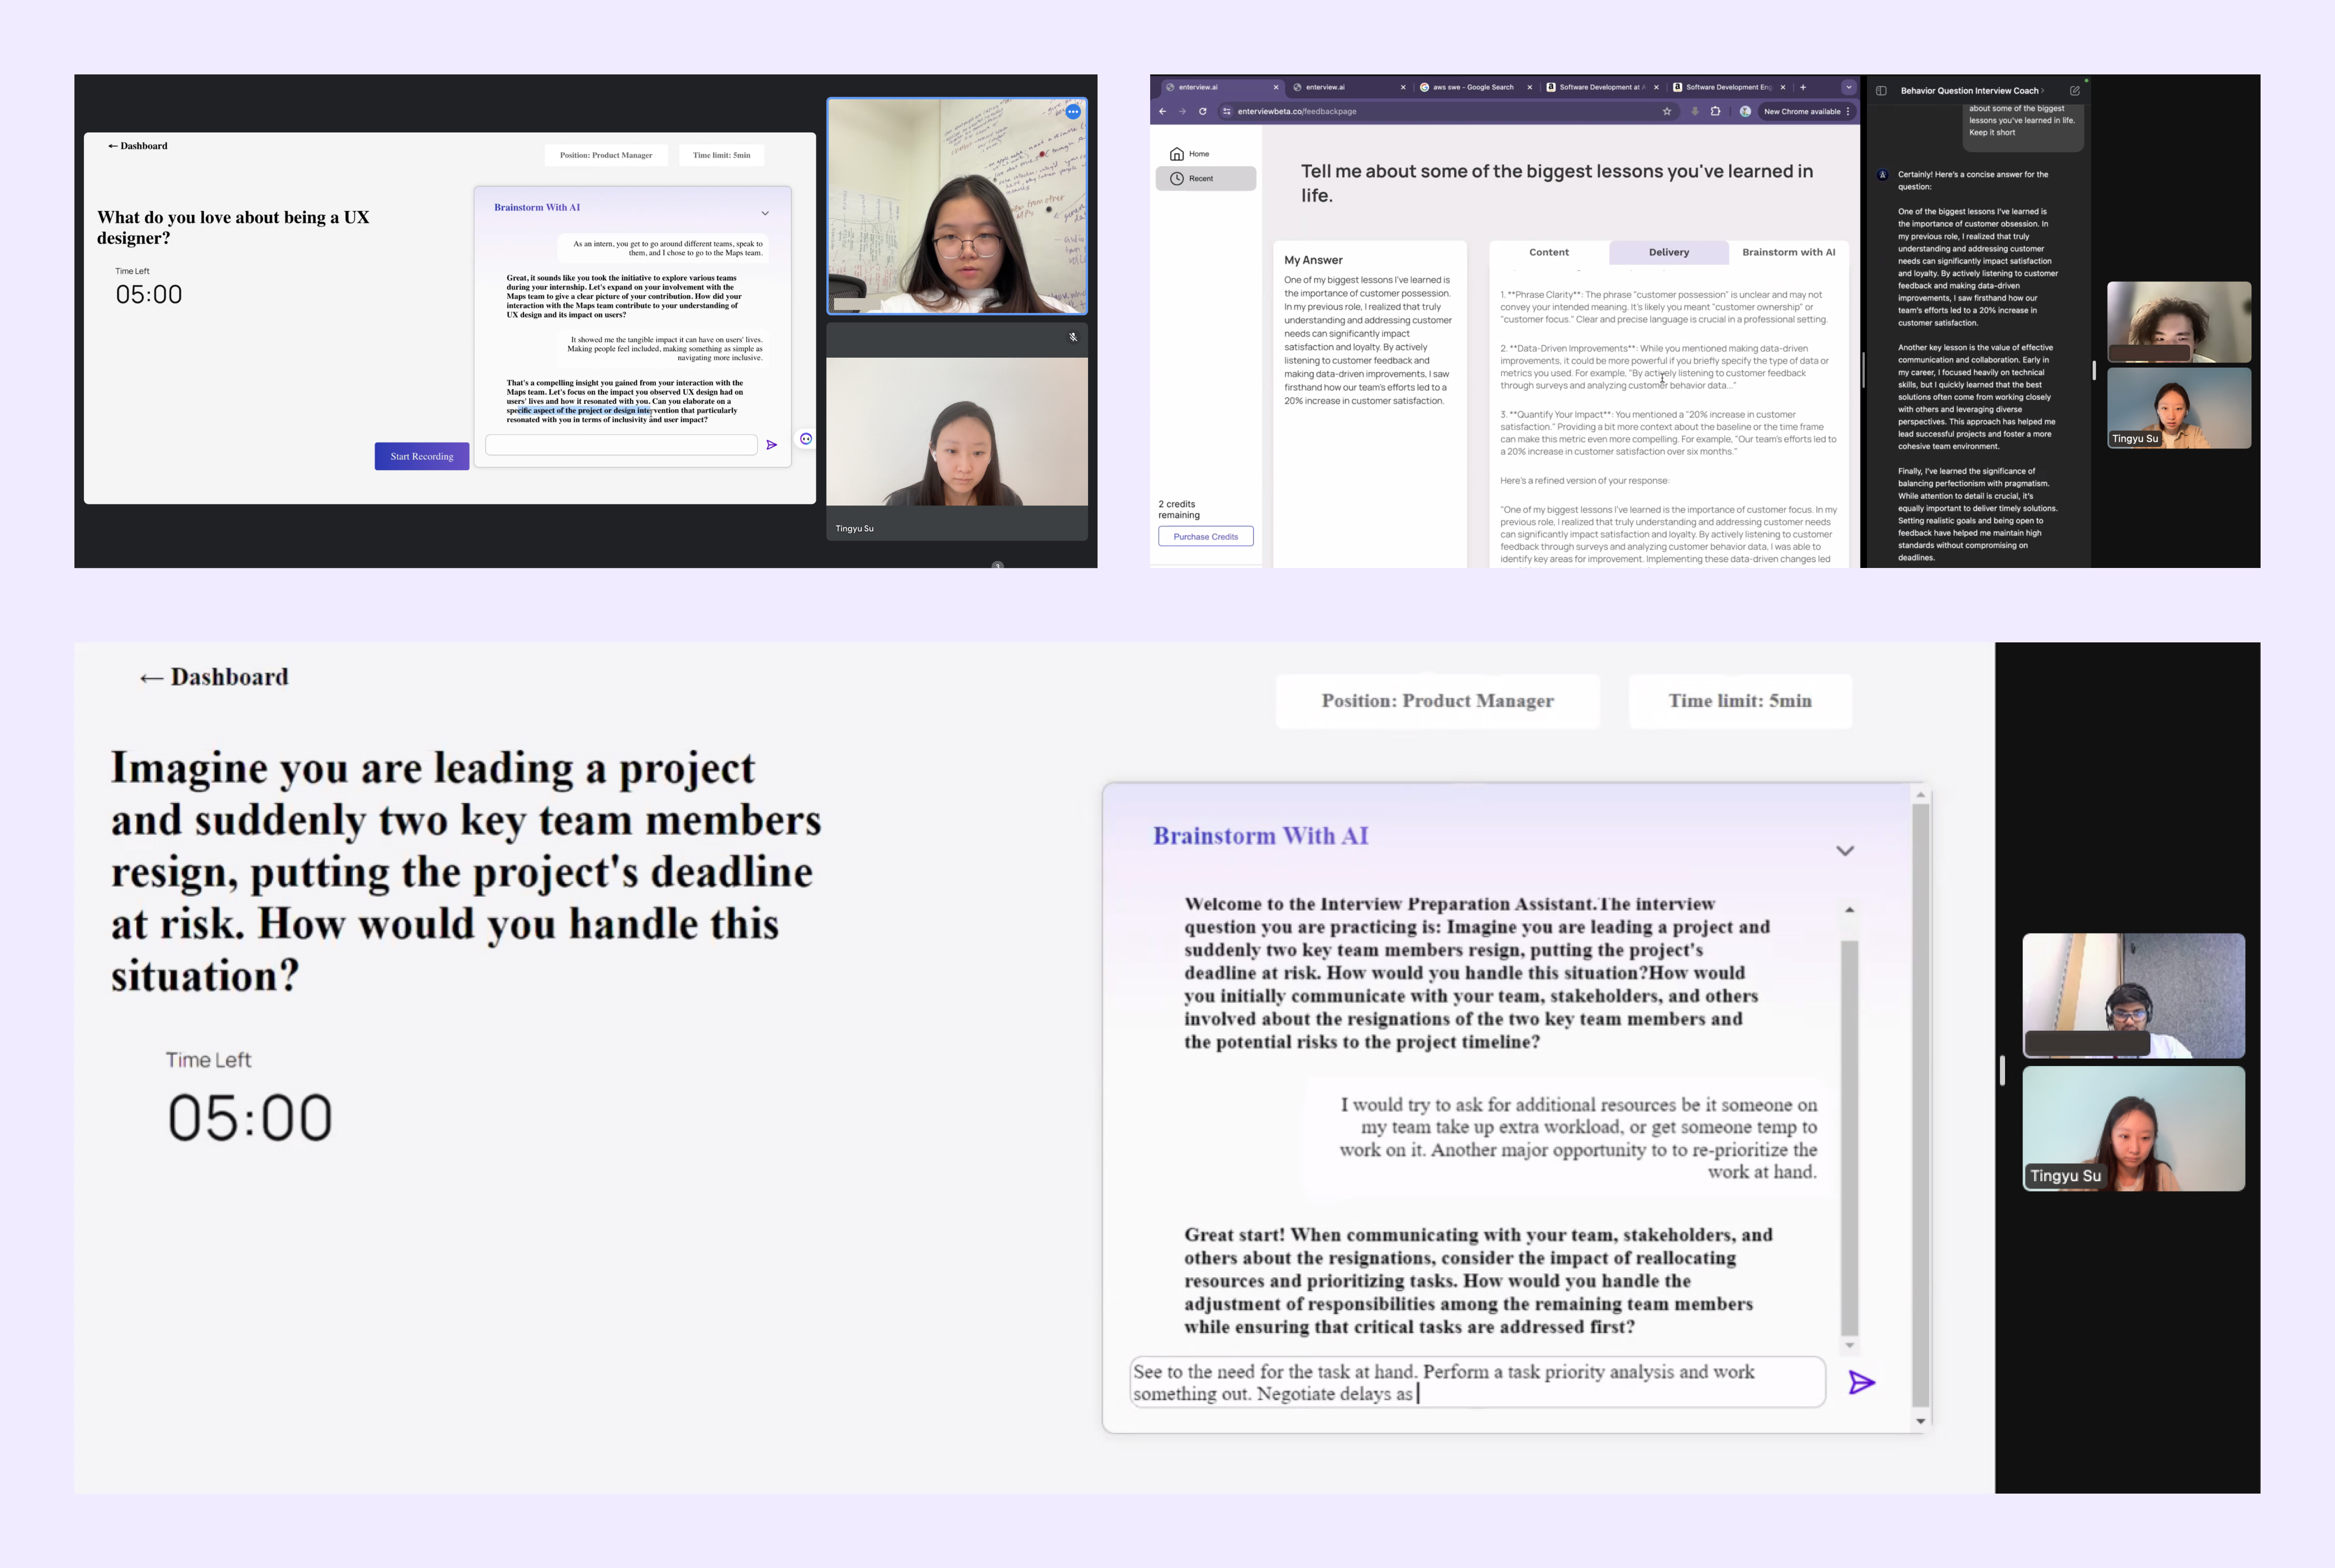 ← Dashboard
Position: Product Manager
Time limit: 5min
What do you love about being a UX
designer?
Time Left
05:00
Brainstorm With AI
As an intern, you get to go around different teams, speak to
them, and I chose to go to the Maps team.
Great, it sounds like you took the initiative to explore various teams
during your internship. Let's expand on your involvement with the
Maps team to give a clear picture of your contribution. How did your
interaction with the Maps team contribute to your understanding of
UX design and its impact on users?
It showed me the tangible impact it can have on users' lives.
Making people feel included, making something as simple as
navigating more inclusive.
That's a compelling insight you gained from your interaction with the
Maps team. Let's focus on the impact you observed UX design had on
users' lives and how it resonated with you. Can you elaborate on a
specific aspect of the project or design intervention that particularly
resonated with you in terms of inclusivity and user impact?
Start Recording
Tingyu Su
enterview.ai
enterview.ai
aws swe - Google Search
Software Development at A
Software Development Eng
enterviewbeta.co/feedbackpage
New Chrome available
Home
Recent
2 credits
remaining
Purchase Credits
Tell me about some of the biggest lessons you've learned in
life.
My Answer
One of my biggest lessons I've learned is
the importance of customer possession.
In my previous role, I realized that truly
understanding and addressing customer
needs can significantly impact
satisfaction and loyalty. By actively
listening to customer feedback and
making data-driven improvements, I saw
firsthand how our team's efforts led to a
20% increase in customer satisfaction.
Content
Delivery
Brainstorm with AI
1. **Phrase Clarity**: The phrase "customer possession" is unclear and may not
convey your intended meaning. It's likely you meant "customer ownership" or
"customer focus." Clear and precise language is crucial in a professional setting.
2. **Data-Driven Improvements**: While you mentioned making data-driven
improvements, it could be more powerful if you briefly specify the type of data or
metrics you used. For example, "By actively listening to customer feedback
through surveys and analyzing customer behavior data..."
3. **Quantify Your Impact**: You mentioned a "20% increase in customer
satisfaction." Providing a bit more context about the baseline or the time frame
can make this metric even more compelling. For example, "Our team's efforts led to
a 20% increase in customer satisfaction over six months."
Here's a refined version of your response:
"One of my biggest lessons I've learned is the importance of customer focus. In my
previous role, I realized that truly understanding and addressing customer needs
can significantly impact satisfaction and loyalty. By actively listening to customer
feedback through surveys and analyzing customer behavior data, I was able to
identify key areas for improvement. Implementing these data-driven changes led
Behavior Question Interview Coach
about some of the biggest
lessons you've learned in life.
Keep it short
Certainly! Here's a concise answer for the
question:
One of the biggest lessons I've learned is
the importance of customer obsession. In
my previous role, I realized that truly
understanding and addressing customer
needs can significantly impact satisfaction
and loyalty. By actively listening to customer
feedback and making data-driven
improvements, I saw firsthand how our
team's efforts led to a 20% increase in
customer satisfaction.
Another key lesson is the value of effective
communication and collaboration. Early in
my career, I focused heavily on technical
skills, but I quickly learned that the best
solutions often come from working closely
with others and leveraging diverse
perspectives. This approach has helped me
lead successful projects and foster a more
cohesive team environment.
Finally, I've learned the significance of
balancing perfectionism with pragmatism.
While attention to detail is crucial, it's
equally important to deliver timely solutions.
Setting realistic goals and being open to
feedback have helped me maintain high
standards without compromising on
deadlines.
Tingyu Su
← Dashboard
Position: Product Manager
Time limit: 5min
Imagine you are leading a project
and suddenly two key team members
resign, putting the project's deadline
at risk. How would you handle this
situation?
Time Left
05:00
Brainstorm With AI
Welcome to the Interview Preparation Assistant.The interview
question you are practicing is: Imagine you are leading a project and
suddenly two key team members resign, putting the project's
deadline at risk. How would you handle this situation?How would
you initially communicate with your team, stakeholders, and others
involved about the resignations of the two key team members and
the potential risks to the project timeline?
I would try to ask for additional resources be it someone on
my team take up extra workload, or get someone temp to
work on it. Another major opportunity to to re-prioritize the
work at hand.
Great start! When communicating with your team, stakeholders, and
others about the resignations, consider the impact of reallocating
resources and prioritizing tasks. How would you handle the
adjustment of responsibilities among the remaining team members
while ensuring that critical tasks are addressed first?
See to the need for the task at hand. Perform a task priority analysis and work
something out. Negotiate delays as
Tingyu Su